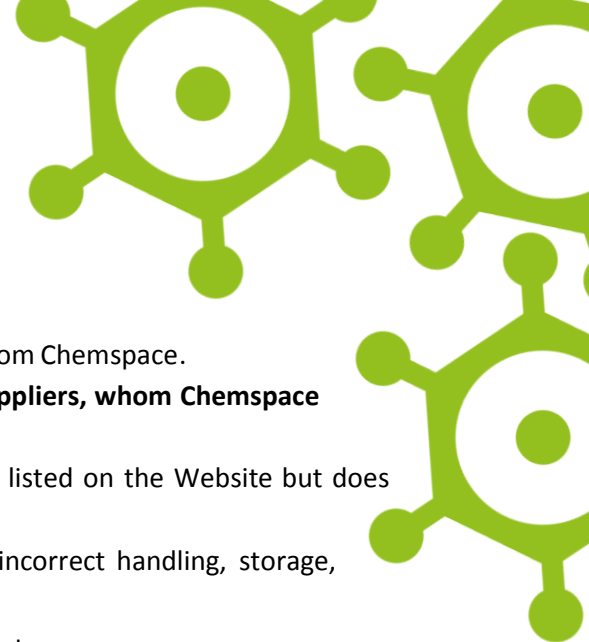 om Chemspace.
ppliers, whom Chemspace
listed on the Website but does
incorrect handling, storage,